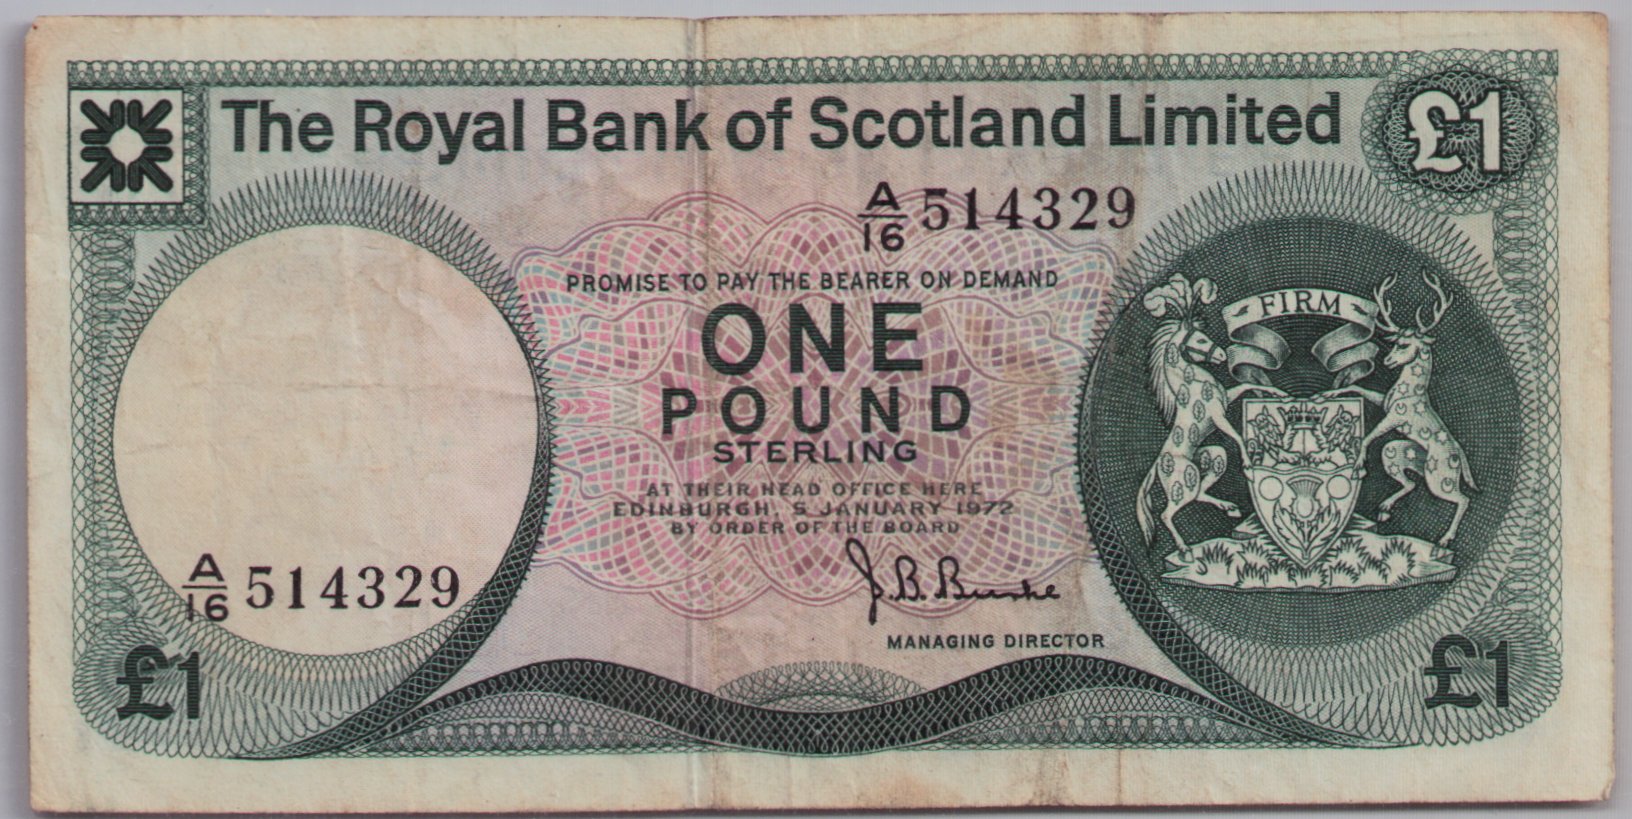 The Royal Bank of Scotland Limited
£1
A/16 514329
PROMISE TO PAY THE BEARER ON DEMAND
FIRM
ONE
POUND
STERLING
AT THEIR HEAD OFFICE HERE
EDINBURGH, 5 JANUARY 1972
BY ORDER OF THE BOARD
A/16 514329
J. B. Burke
MANAGING DIRECTOR
£1
£1